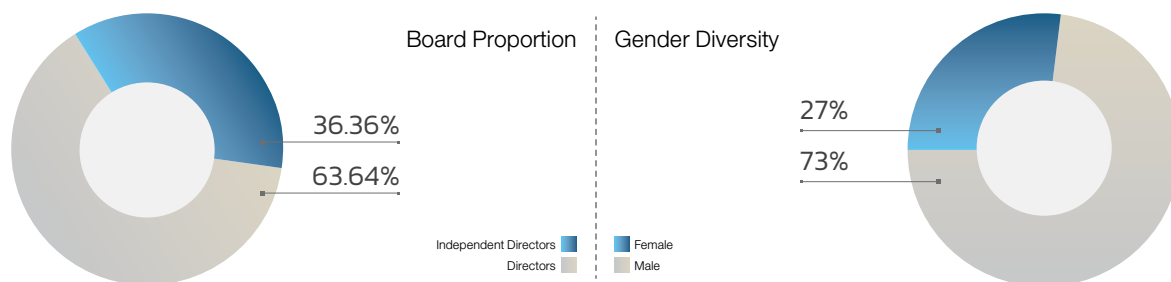 Board Proportion
36.36%
63.64%
Independent Directors
Directors
Gender Diversity
27%
73%
Female
Male